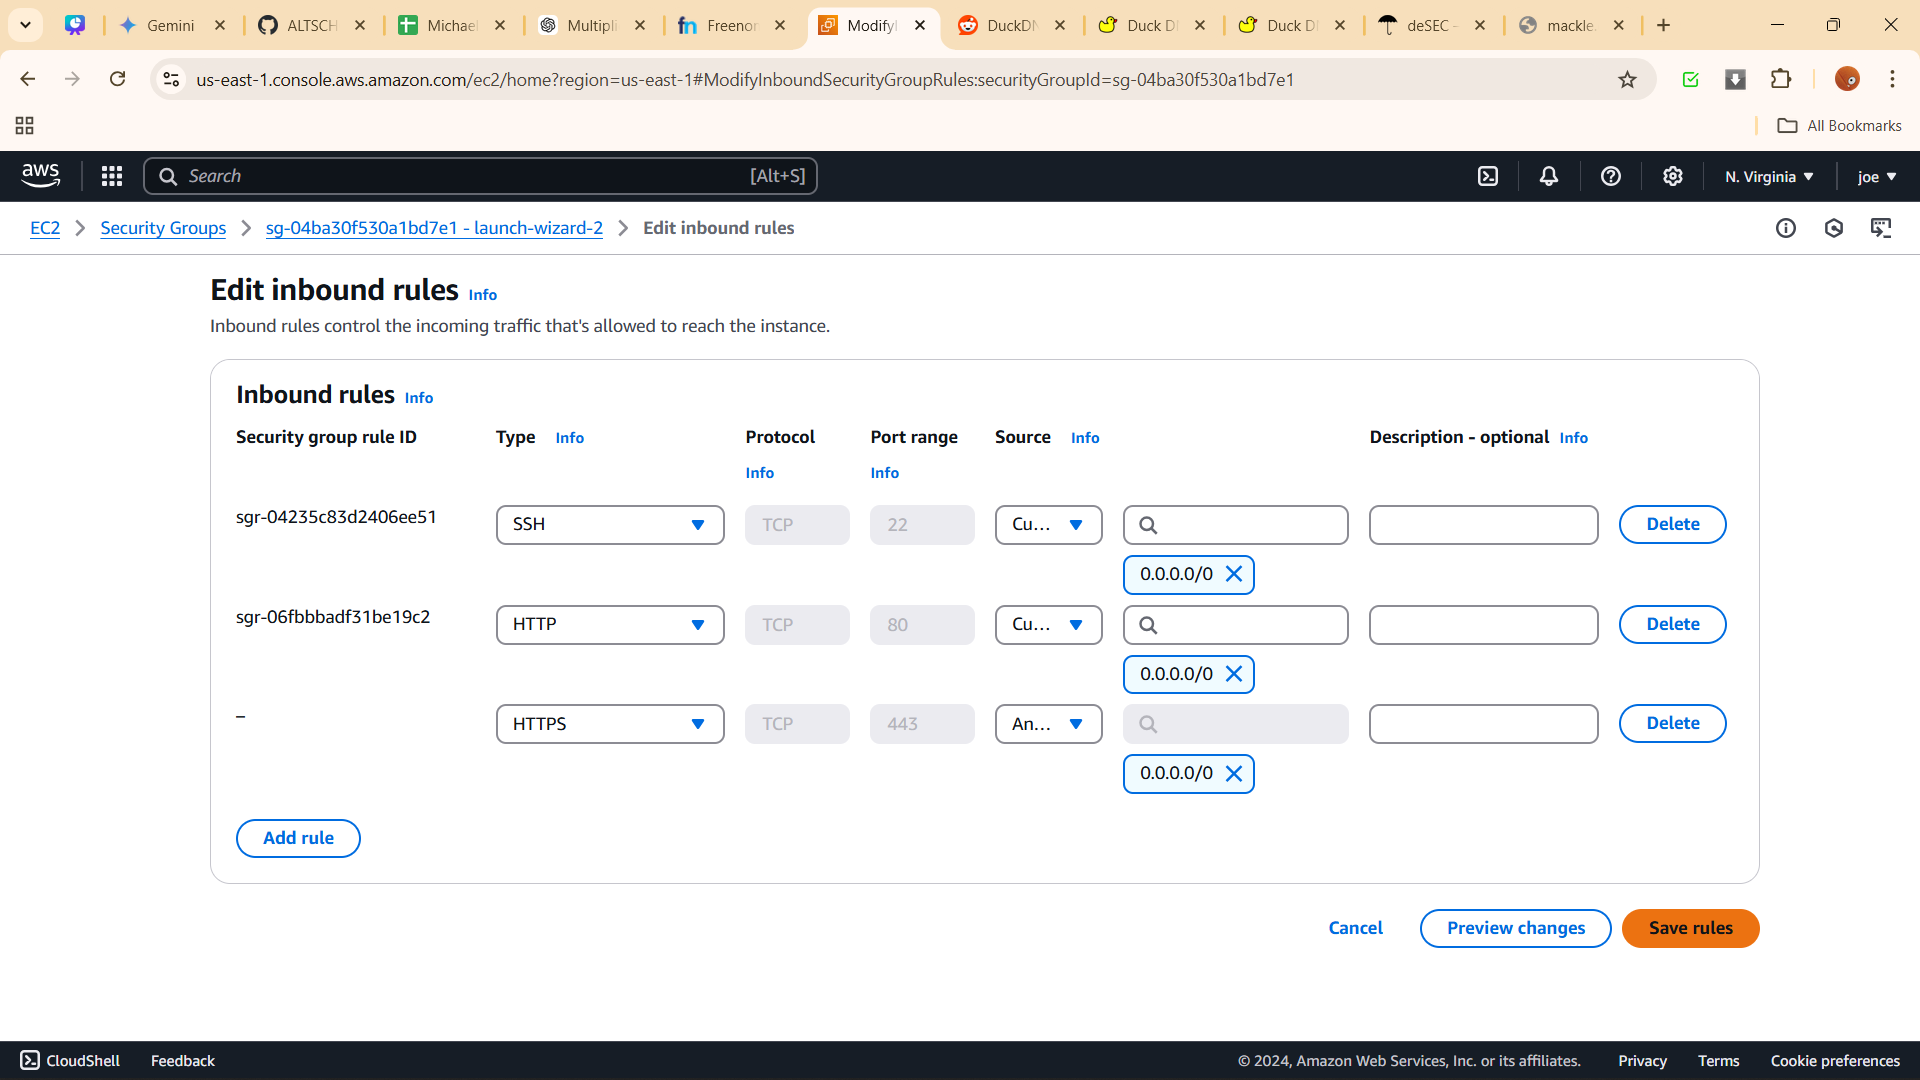 Gemini
ALTSCH
Michae
Multipli
Freenor
Modify
DuckDN
Duck D
Duck D
deSEC -
mackle.
us-east-1.console.aws.amazon.com/ec2/home?region=us-east-1#ModifyInboundSecurityGroupRules:securityGroupId=sg-04ba30f530a1bd7e1
All Bookmarks
aws
Search
[Alt+S]
N. Virginia
joe
EC2
Security Groups
sg-04ba30f530a1bd7e1 - launch-wizard-2
Edit inbound rules
Edit inbound rules Info
Inbound rules control the incoming traffic that's allowed to reach the instance.
Inbound rules Info
Security group rule ID
Type Info
Protocol Info
Port range Info
Source Info
Description - optional Info
sgr-04235c83d2406ee51
SSH
TCP
22
Cu...
Delete
0.0.0.0/0
sgr-06fbbbadf31be19c2
HTTP
TCP
80
Cu...
Delete
0.0.0.0/0
–
HTTPS
TCP
443
An...
Delete
0.0.0.0/0
Add rule
Cancel
Preview changes
Save rules
CloudShell
Feedback
© 2024, Amazon Web Services, Inc. or its affiliates.
Privacy
Terms
Cookie preferences